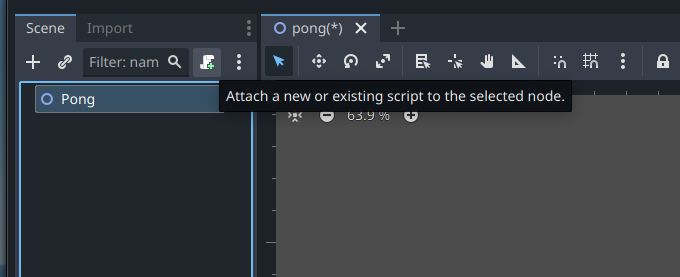 Scene
Import
pong(*)
Filter: nam
Pong
Attach a new or existing script to the selected node.
63.9 %